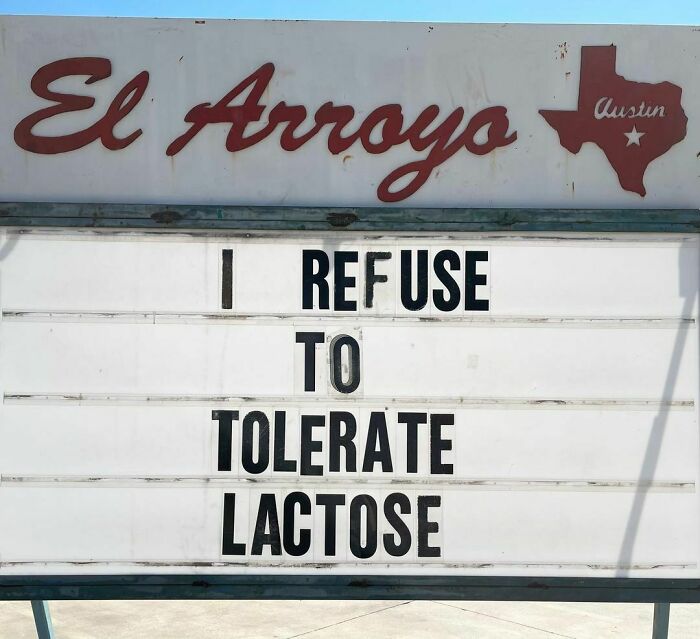 El Arroyo
Austin
I REFUSE
TO
TOLERATE
LACTOSE